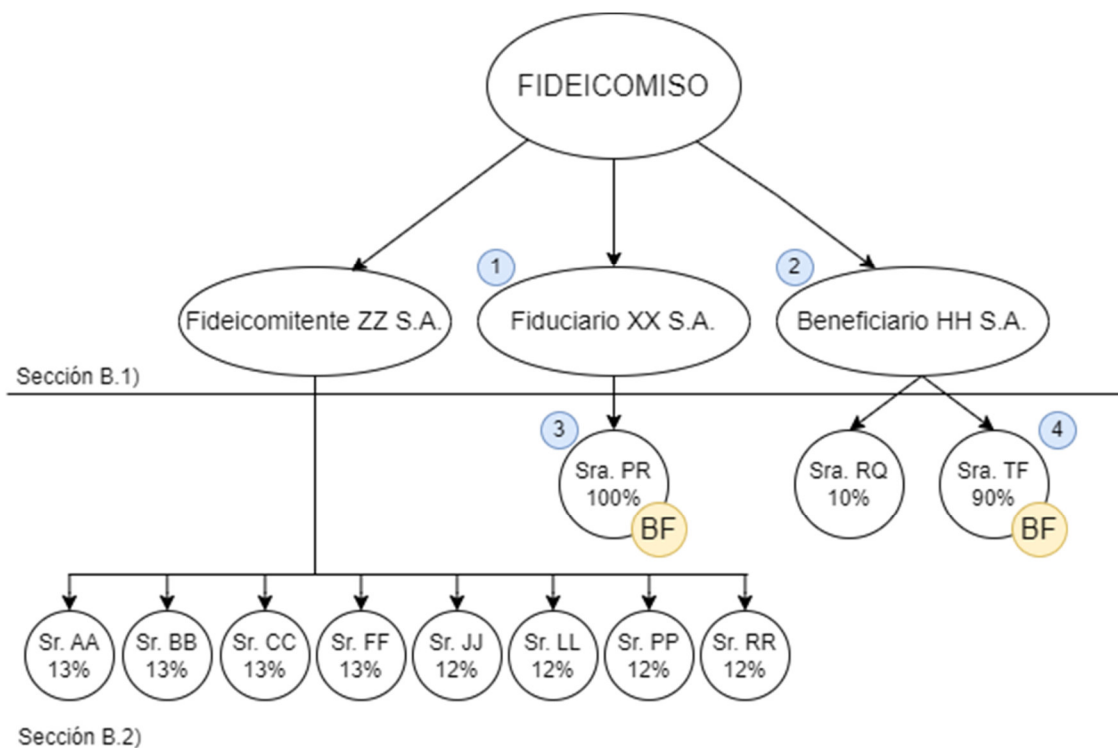 FIDEICOMISO
1
2
Fideicomitente ZZ S.A.
Fiduciario XX S.A.
Beneficiario HH S.A.
Sección B.1)
3
4
Sra. PR
100%
BF
Sra. RQ
10%
Sra. TF
90%
BF
Sr. AA
13%
Sr. BB
13%
Sr. CC
13%
Sr. FF
13%
Sr. JJ
12%
Sr. LL
12%
Sr. PP
12%
Sr. RR
12%
Sección B.2)